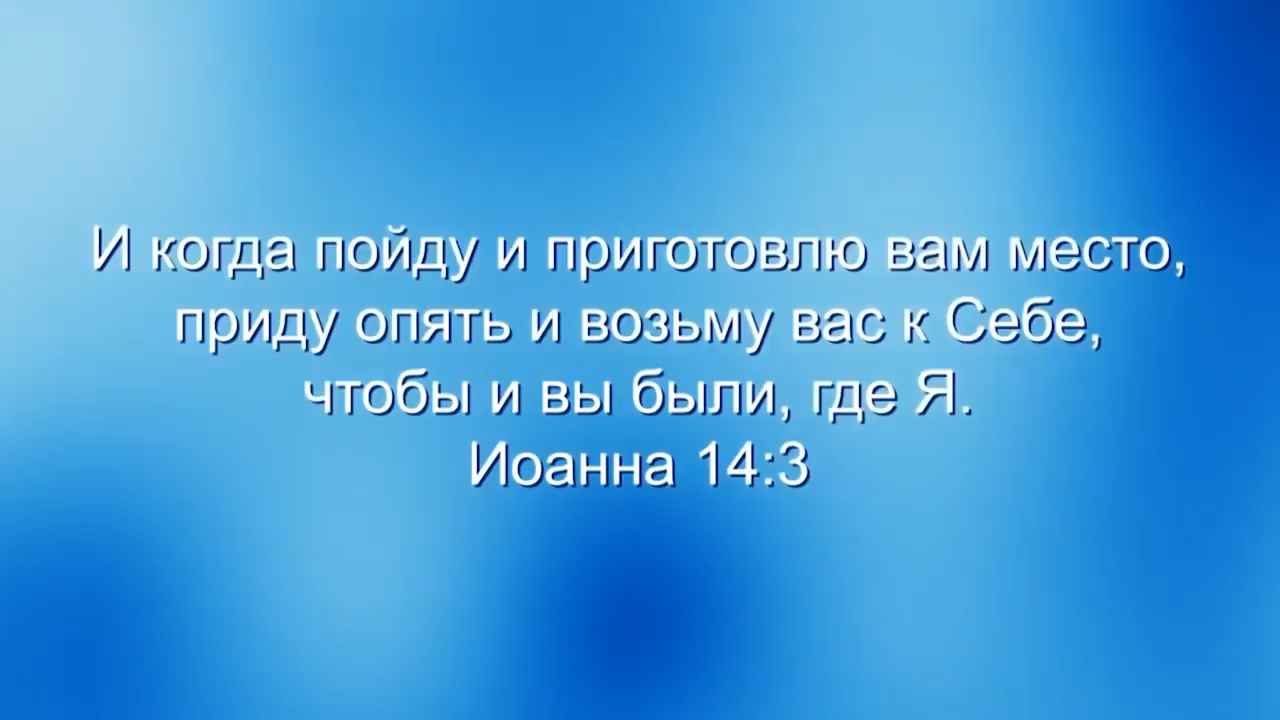 И когда пойду и приготовлю вам место,
приду опять и возьму вас к Себе,
чтобы и вы были, где Я.
Иоанна 14:3